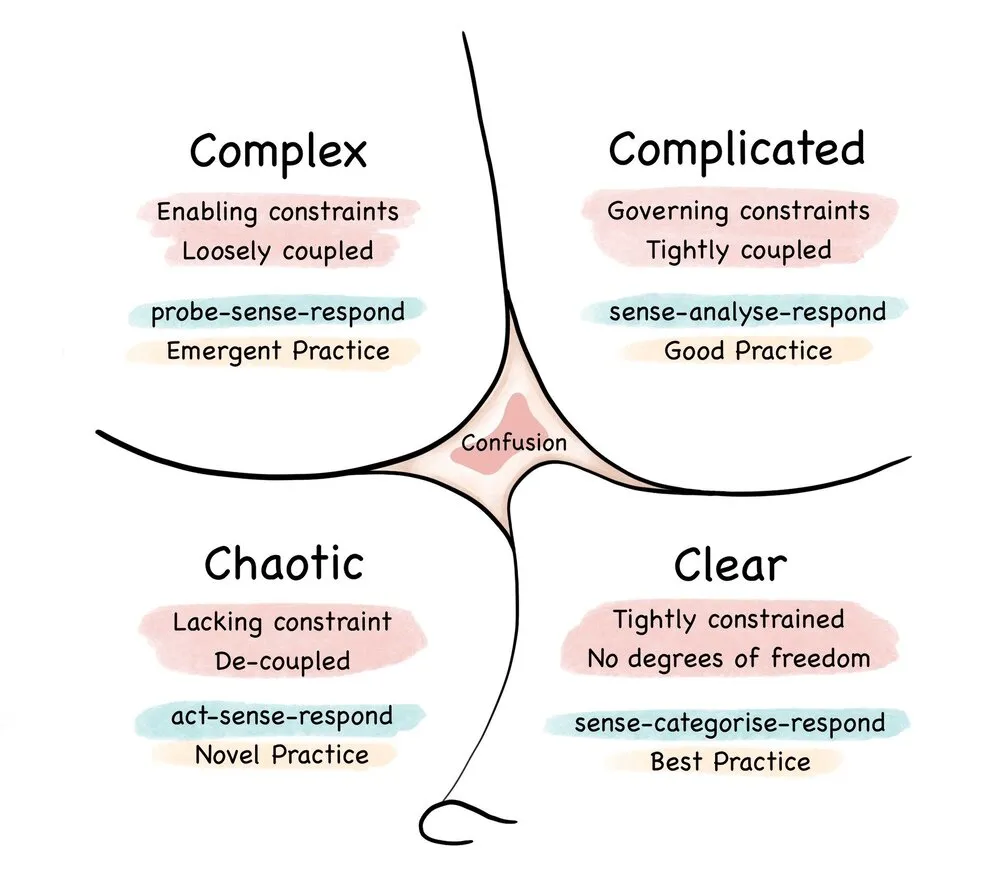 Complex
Enabling constraints
Loosely coupled
probe-sense-respond
Emergent Practice
Complicated
Governing constraints
Tightly coupled
sense-analyse-respond
Good Practice
Confusion
Chaotic
Lacking constraint
De-coupled
act-sense-respond
Novel Practice
Clear
Tightly constrained
No degrees of freedom
sense-categorise-respond
Best Practice